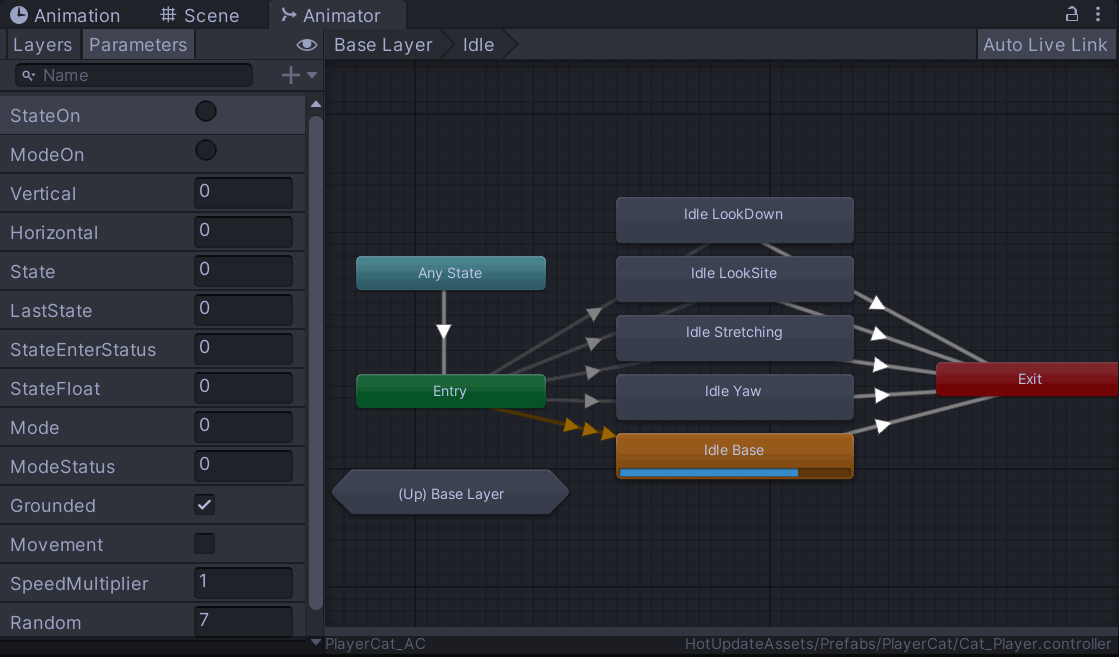 Animation Scene Animator
Layers Parameters Base Layer Idle Auto Live Link
Name
StateOn
ModeOn
Vertical 0
Horizontal 0
State 0
LastState 0
StateEnterStatus 0
StateFloat 0
Mode 0
ModeStatus 0
Grounded
Movement
SpeedMultiplier 1
Random 7
Idle LookDown
Any State
Idle LookSite
Idle Stretching
Entry
Idle Yaw
Exit
Idle Base
(Up) Base Layer
PlayerCat_AC
HotUpdateAssets/Prefabs/PlayerCat/Cat_Player.controller